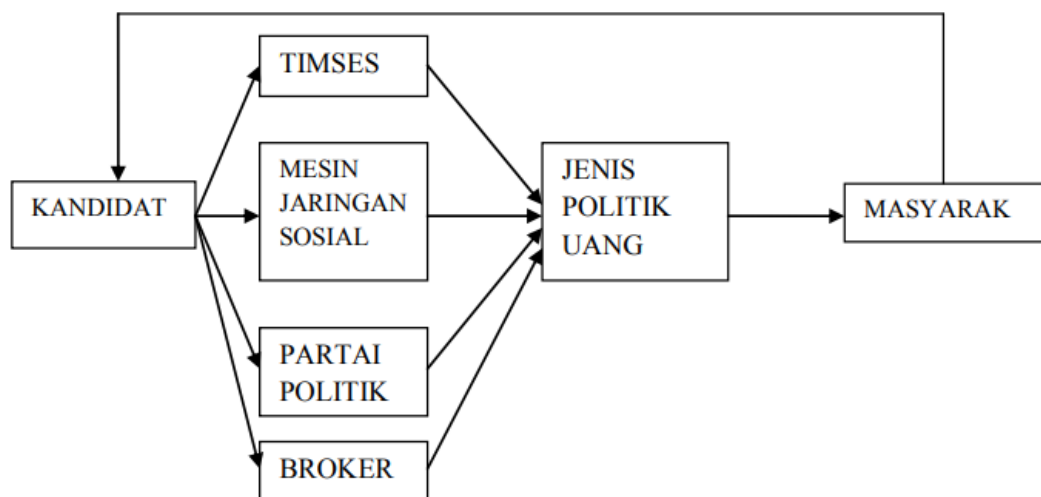 TIMSES
MESIN
JARINGAN
SOSIAL
KANDIDAT
JENIS
POLITIK
UANG
MASYARAK
PARTAI
POLITIK
BROKER